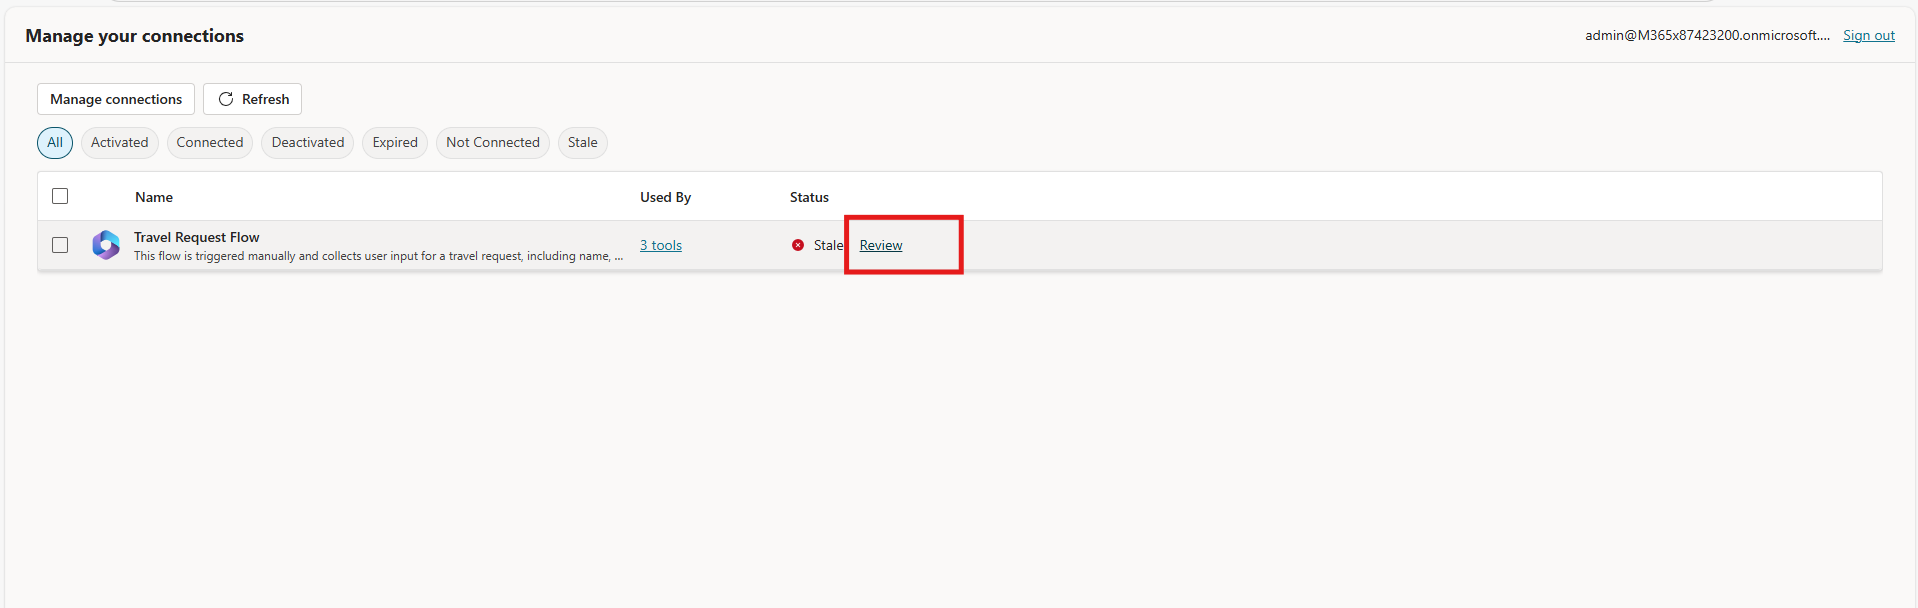 Manage your connections
admin@M365x87423200.onmicrosoft.... Sign out
Manage connections Refresh
All Activated Connected Deactivated Expired Not Connected Stale
Name Used By Status
Travel Request Flow
This flow is triggered manually and collects user input for a travel request, including name, ...
3 tools Stale Review